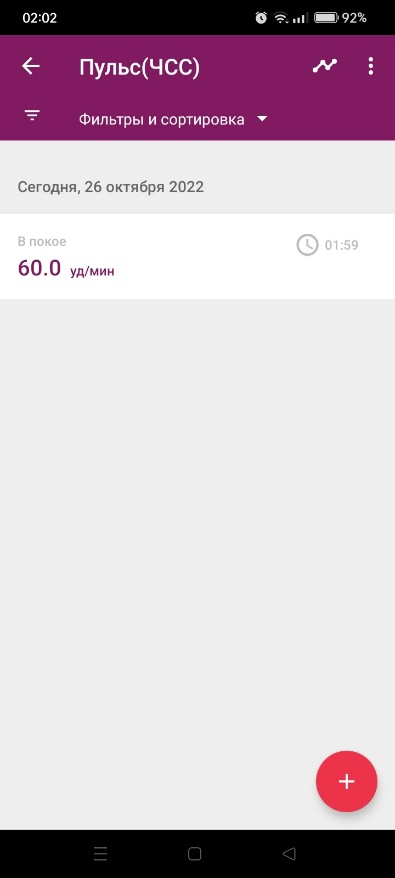 02:02
92%
Пульс(ЧСС)
Фильтры и сортировка
Сегодня, 26 октября 2022
В покое
01:59
60.0 уд/мин